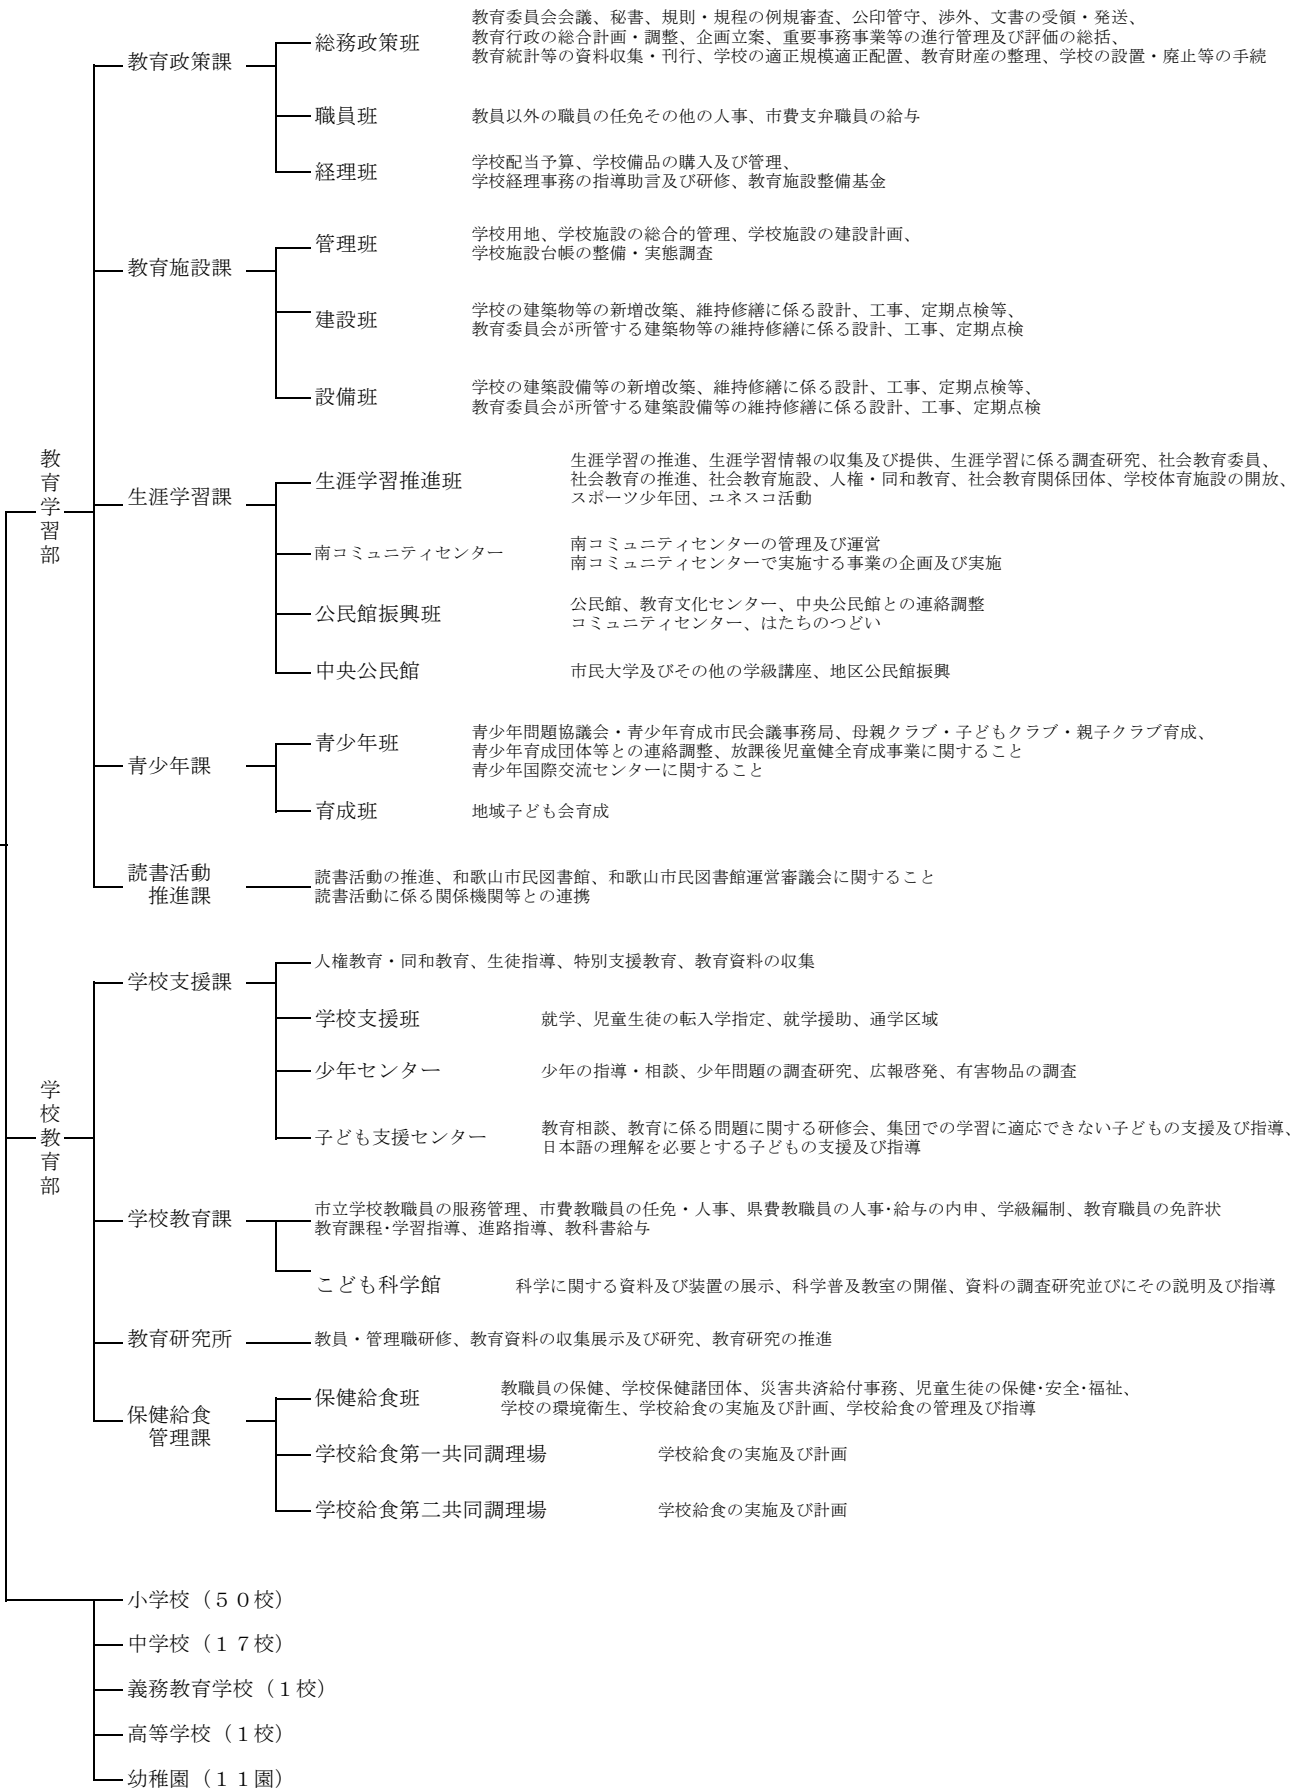 教育学習部
教育政策課
総務政策班
教育委員会会議、秘書、規則・規程の例規審査、公印管守、渉外、文書の受領・発送、
教育行政の総合計画・調整、企画立案、重要事務事業等の進行管理及び評価の総括、
教育統計等の資料収集・刊行、学校の適正規模適正配置、教育財産の整理、学校の設置・廃止等の手続
職員班
教員以外の職員の任免その他の人事、市費支弁職員の給与
経理班
学校配当予算、学校備品の購入及び管理、
学校経理事務の指導助言及び研修、教育施設整備基金
教育施設課
管理班
学校用地、学校施設の総合的管理、学校施設の建設計画、
学校施設台帳の整備・実態調査
建設班
学校の建築物等の新増改築、維持修繕に係る設計、工事、定期点検等、
教育委員会が所管する建築物等の維持修繕に係る設計、工事、定期点検
設備班
学校の建築設備等の新増改築、維持修繕に係る設計、工事、定期点検等、
教育委員会が所管する建築設備等の維持修繕に係る設計、工事、定期点検
生涯学習課
生涯学習推進班
生涯学習の推進、生涯学習情報の収集及び提供、生涯学習に係る調査研究、社会教育委員、
社会教育の推進、社会教育施設、人権・同和教育、社会教育関係団体、学校体育施設の開放、
スポーツ少年団、ユネスコ活動
南コミュニティセンター
南コミュニティセンターの管理及び運営
南コミュニティセンターで実施する事業の企画及び実施
公民館振興班
公民館、教育文化センター、中央公民館との連絡調整
コミュニティセンター、はたちのつどい
中央公民館
市民大学及びその他の学級講座、地区公民館振興
青少年課
青少年班
青少年問題協議会・青少年育成市民会議事務局、母親クラブ・子どもクラブ・親子クラブ育成、
青少年育成団体等との連絡調整、放課後児童健全育成事業に関すること
青少年国際交流センターに関すること
育成班
地域子ども会育成
読書活動
推進課
読書活動の推進、和歌山市民図書館、和歌山市民図書館運営審議会に関すること
読書活動に係る関係機関等との連携
学校教育部
学校支援課
人権教育・同和教育、生徒指導、特別支援教育、教育資料の収集
学校支援班
就学、児童生徒の転入学指定、就学援助、通学区域
少年センター
少年の指導・相談、少年問題の調査研究、広報啓発、有害物品の調査
子ども支援センター
教育相談、教育に係る問題に関する研修会、集団での学習に適応できない子どもの支援及び指導、
日本語の理解を必要とする子どもの支援及び指導
学校教育課
市立学校教職員の服務管理、市費教職員の任免・人事、県費教職員の人事・給与の内申、学級編制、教育職員の免許状
教育課程・学習指導、進路指導、教科書給与
こども科学館
科学に関する資料及び装置の展示、科学普及教室の開催、資料の調査研究並びにその説明及び指導
教育研究所
教員・管理職研修、教育資料の収集展示及び研究、教育研究の推進
保健給食
管理課
保健給食班
教職員の保健、学校保健諸団体、災害共済給付事務、児童生徒の保健・安全・福祉、
学校の環境衛生、学校給食の実施及び計画、学校給食の管理及び指導
学校給食第一共同調理場
学校給食の実施及び計画
学校給食第二共同調理場
学校給食の実施及び計画
小学校（５０校）
中学校（１７校）
義務教育学校（１校）
高等学校（１校）
幼稚園（１１園）